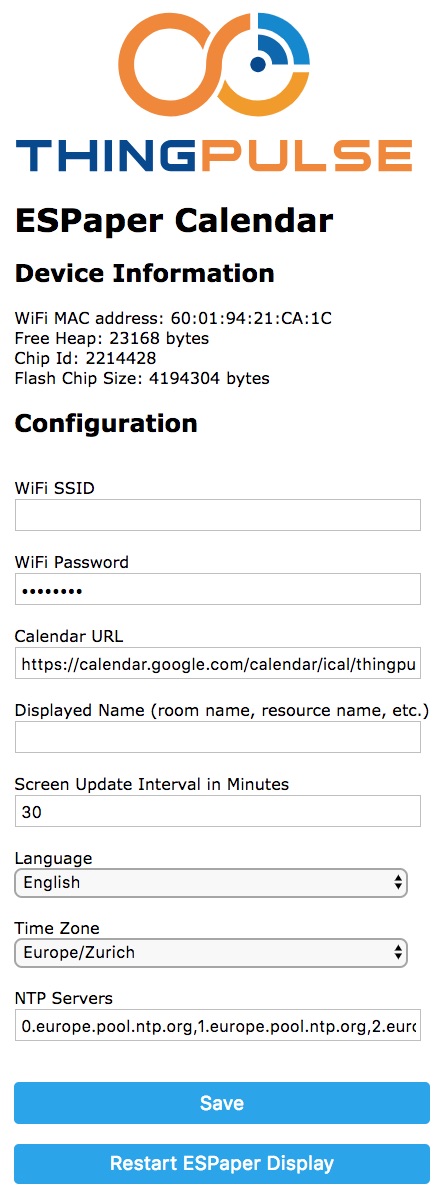 THINGPULSE
ESPaper Calendar
Device Information
WiFi MAC address: 60:01:94:21:CA:1C
Free Heap: 23168 bytes
Chip Id: 2214428
Flash Chip Size: 4194304 bytes
Configuration
WiFi SSID
WiFi Password
••••••••
Calendar URL
https://calendar.google.com/calendar/ical/thingpu
Displayed Name (room name, resource name, etc.)
Screen Update Interval in Minutes
30
Language
English
Time Zone
Europe/Zurich
NTP Servers
0.europe.pool.ntp.org,1.europe.pool.ntp.org,2.euro
Save
Restart ESPaper Display